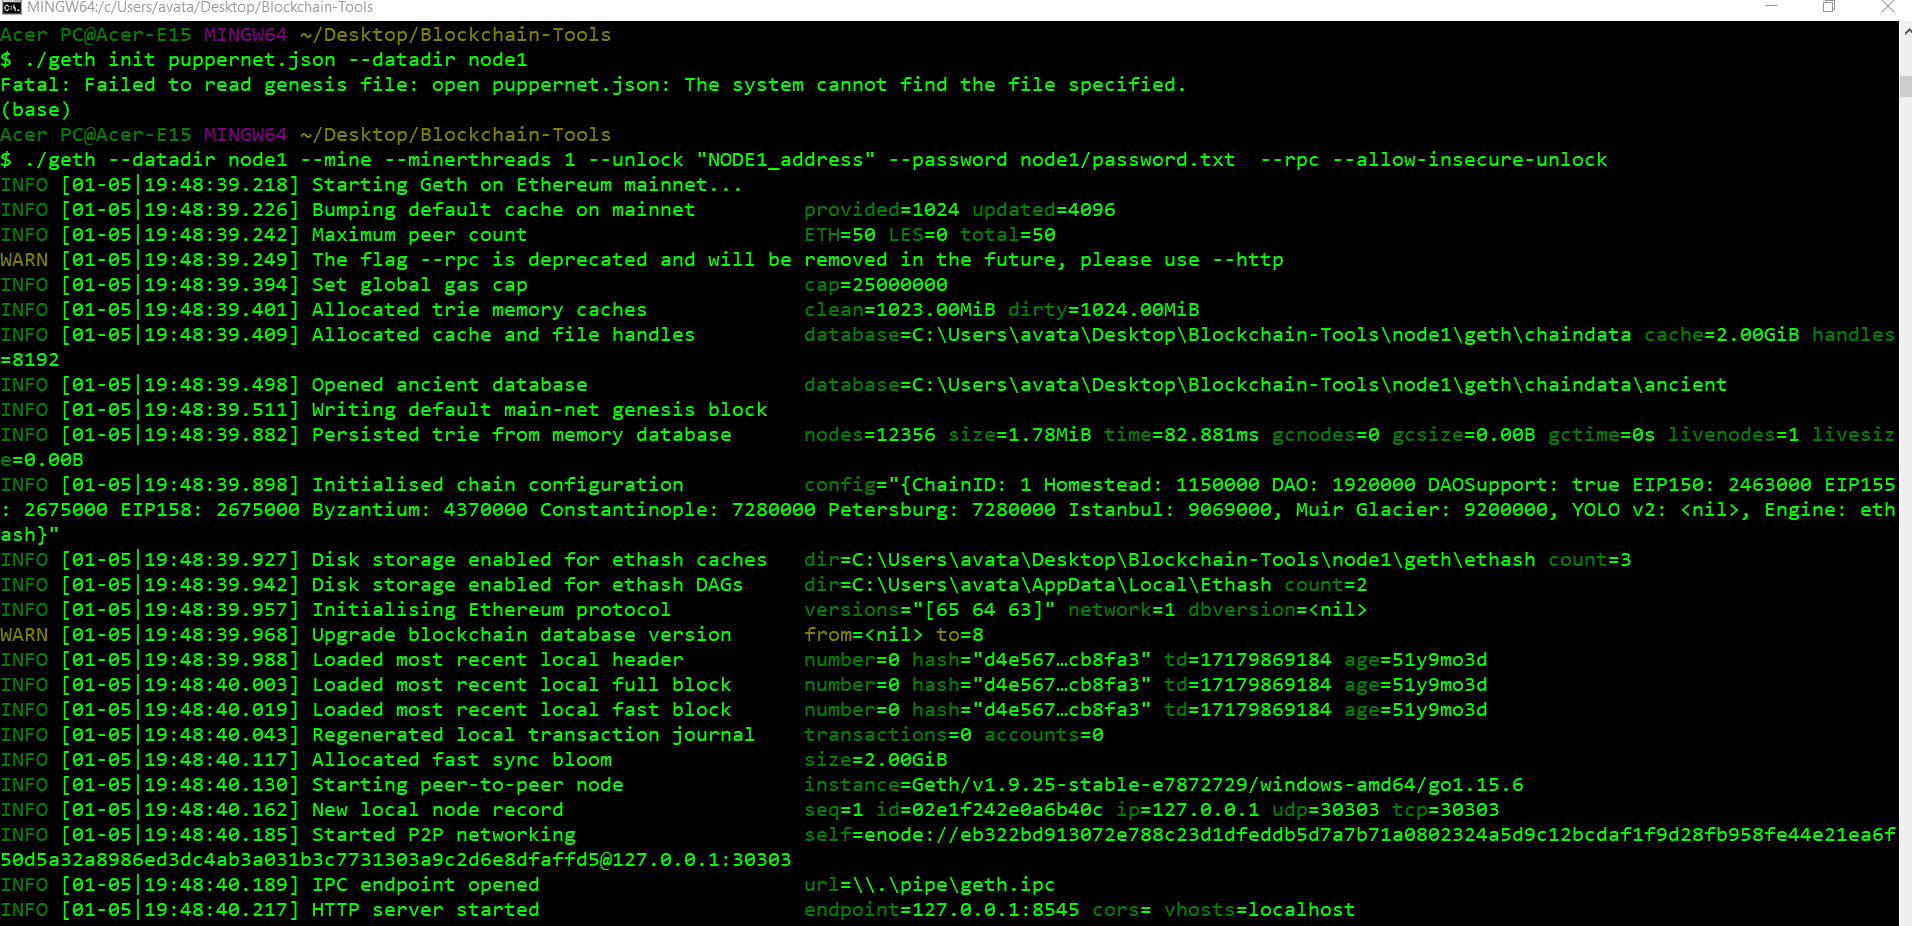 MINGW64:/c/Users/avata/Desktop/Blockchain-Tools
Acer PC@Acer-E15 MINGW64 ~/Desktop/Blockchain-Tools
$ ./geth init puppernet.json --datadir node1
Fatal: Failed to read genesis file: open puppernet.json: The system cannot find the file specified.
(base)
Acer PC@Acer-E15 MINGW64 ~/Desktop/Blockchain-Tools
$ ./geth --datadir node1 --mine --minerthreads 1 --unlock "NODE1_address" --password node1/password.txt  --rpc --allow-insecure-unlock
INFO [01-05|19:48:39.218] Starting Geth on Ethereum mainnet...
INFO [01-05|19:48:39.226] Bumping default cache on mainnet         provided=1024 updated=4096
INFO [01-05|19:48:39.242] Maximum peer count                       ETH=50 LES=0 total=50
WARN [01-05|19:48:39.249] The flag --rpc is deprecated and will be removed in the future, please use --http
INFO [01-05|19:48:39.394] Set global gas cap                       cap=25000000
INFO [01-05|19:48:39.401] Allocated trie memory caches             clean=1023.00MiB dirty=1024.00MiB
INFO [01-05|19:48:39.409] Allocated cache and file handles         database=C:\Users\avata\Desktop\Blockchain-Tools\node1\geth\chaindata cache=2.00GiB handles
=8192
INFO [01-05|19:48:39.498] Opened ancient database                  database=C:\Users\avata\Desktop\Blockchain-Tools\node1\geth\chaindata\ancient
INFO [01-05|19:48:39.511] Writing default main-net genesis block
INFO [01-05|19:48:39.882] Persisted trie from memory database      nodes=12356 size=1.78MiB time=82.881ms gcnodes=0 gcsize=0.00B gctime=0s livenodes=1 livesiz
e=0.00B
INFO [01-05|19:48:39.898] Initialised chain configuration          config="{ChainID: 1 Homestead: 1150000 DAO: 1920000 DAOSupport: true EIP150: 2463000 EIP155
: 2675000 EIP158: 2675000 Byzantium: 4370000 Constantinople: 7280000 Petersburg: 7280000 Istanbul: 9069000, Muir Glacier: 9200000, YOLO v2: <nil>, Engine: eth
ash}"
INFO [01-05|19:48:39.927] Disk storage enabled for ethash caches   dir=C:\Users\avata\Desktop\Blockchain-Tools\node1\geth\ethash count=3
INFO [01-05|19:48:39.942] Disk storage enabled for ethash DAGs     dir=C:\Users\avata\AppData\Local\Ethash count=2
INFO [01-05|19:48:39.957] Initialising Ethereum protocol           versions="[65 64 63]" network=1 dbversion=<nil>
WARN [01-05|19:48:39.968] Upgrade blockchain database version      from=<nil> to=8
INFO [01-05|19:48:39.988] Loaded most recent local header          number=0 hash="d4e567…cb8fa3" td=17179869184 age=51y9mo3d
INFO [01-05|19:48:40.003] Loaded most recent local full block      number=0 hash="d4e567…cb8fa3" td=17179869184 age=51y9mo3d
INFO [01-05|19:48:40.019] Loaded most recent local fast block      number=0 hash="d4e567…cb8fa3" td=17179869184 age=51y9mo3d
INFO [01-05|19:48:40.043] Regenerated local transaction journal    transactions=0 accounts=0
INFO [01-05|19:48:40.117] Allocated fast sync bloom                size=2.00GiB
INFO [01-05|19:48:40.130] Starting peer-to-peer node               instance=Geth/v1.9.25-stable-e7872729/windows-amd64/go1.15.6
INFO [01-05|19:48:40.162] New local node record                    seq=1 id=02e1f242e0a6b40c ip=127.0.0.1 udp=30303 tcp=30303
INFO [01-05|19:48:40.185] Started P2P networking                   self=enode://eb322bd913072e788c23d1dfeddb5d7a7b71a0802324a5d9c12bcdaf1f9d28fb958fe44e21ea6f
50d5a32a8986ed3dc4ab3a031b3c7731303a9c2d6e8dfaffd5@127.0.0.1:30303
INFO [01-05|19:48:40.189] IPC endpoint opened                      url=\\.\pipe\geth.ipc
INFO [01-05|19:48:40.217] HTTP server started                      endpoint=127.0.0.1:8545 cors= vhosts=localhost